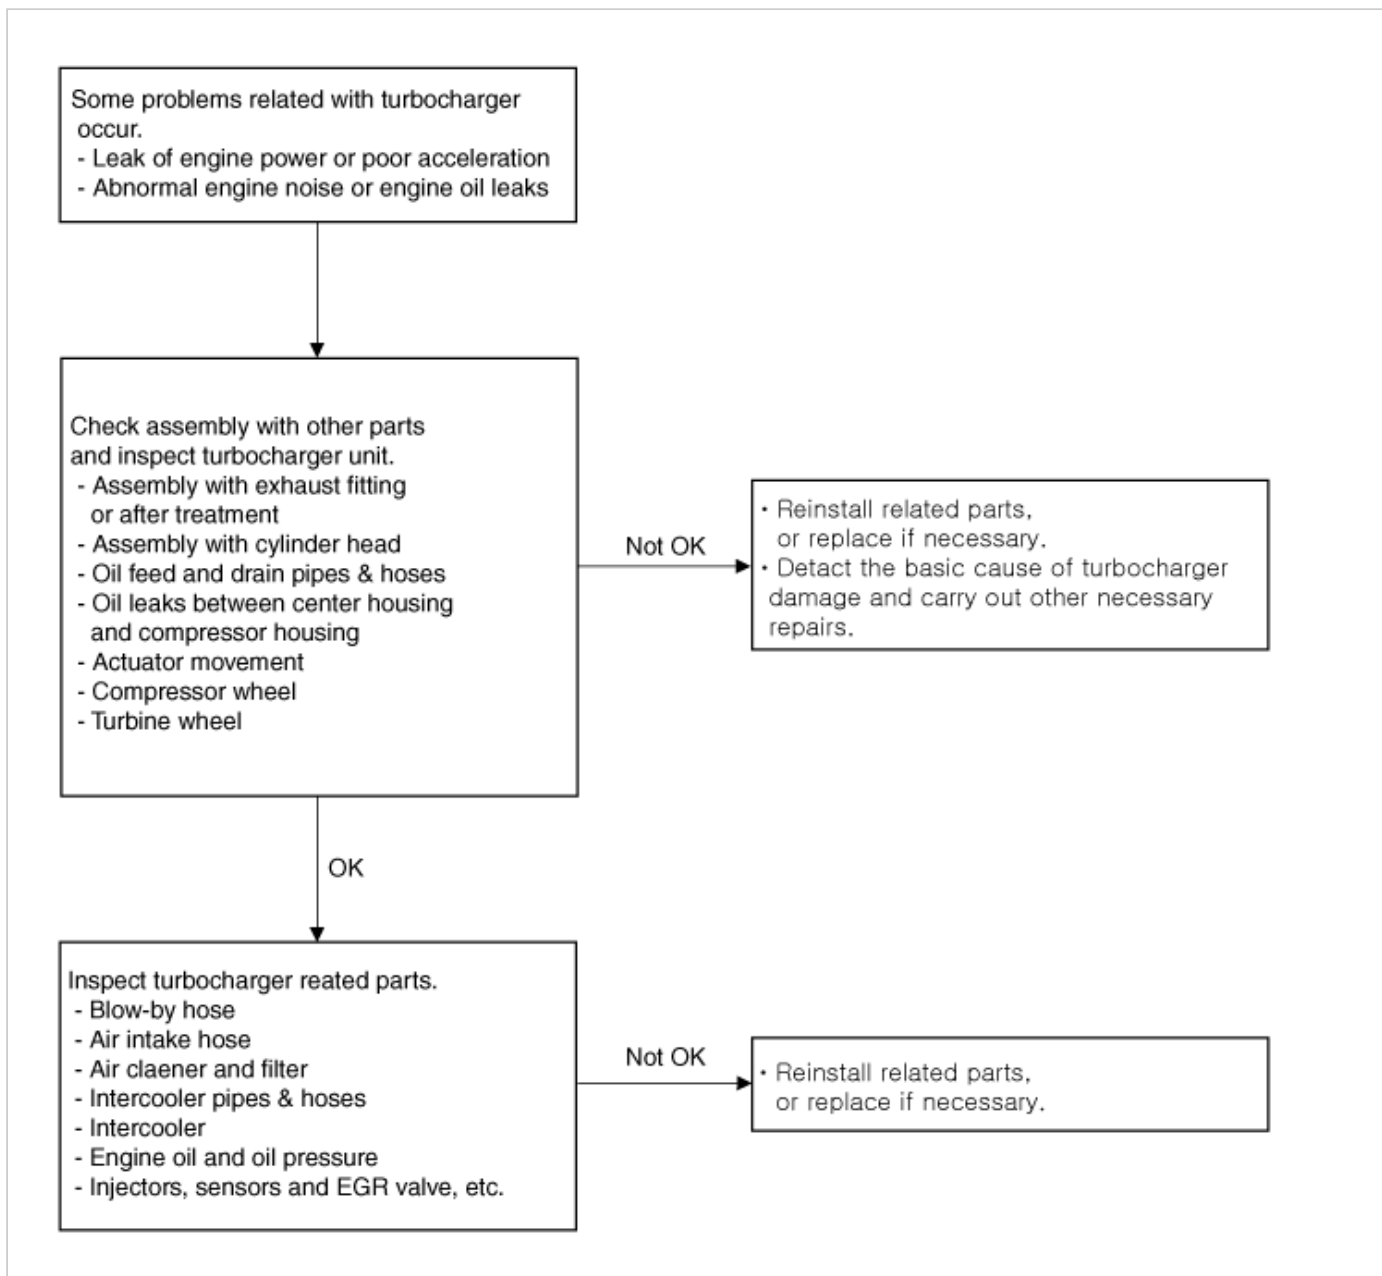 Some problems related with turbocharger
occur.
- Leak of engine power or poor acceleration
- Abnormal engine noise or engine oil leaks
Check assembly with other parts
and inspect turbocharger unit.
- Assembly with exhaust fitting
or after treatment
- Assembly with cylinder head
- Oil feed and drain pipes & hoses
- Oil leaks between center housing
and compressor housing
- Actuator movement
- Compressor wheel
- Turbine wheel
Not OK
• Reinstall related parts,
or replace if necessary.
• Detact the basic cause of turbocharger
damage and carry out other necessary
repairs.
OK
Inspect turbocharger reated parts.
- Blow-by hose
- Air intake hose
- Air claener and filter
- Intercooler pipes & hoses
- Intercooler
- Engine oil and oil pressure
- Injectors, sensors and EGR valve, etc.
Not OK
• Reinstall related parts,
or replace if necessary.